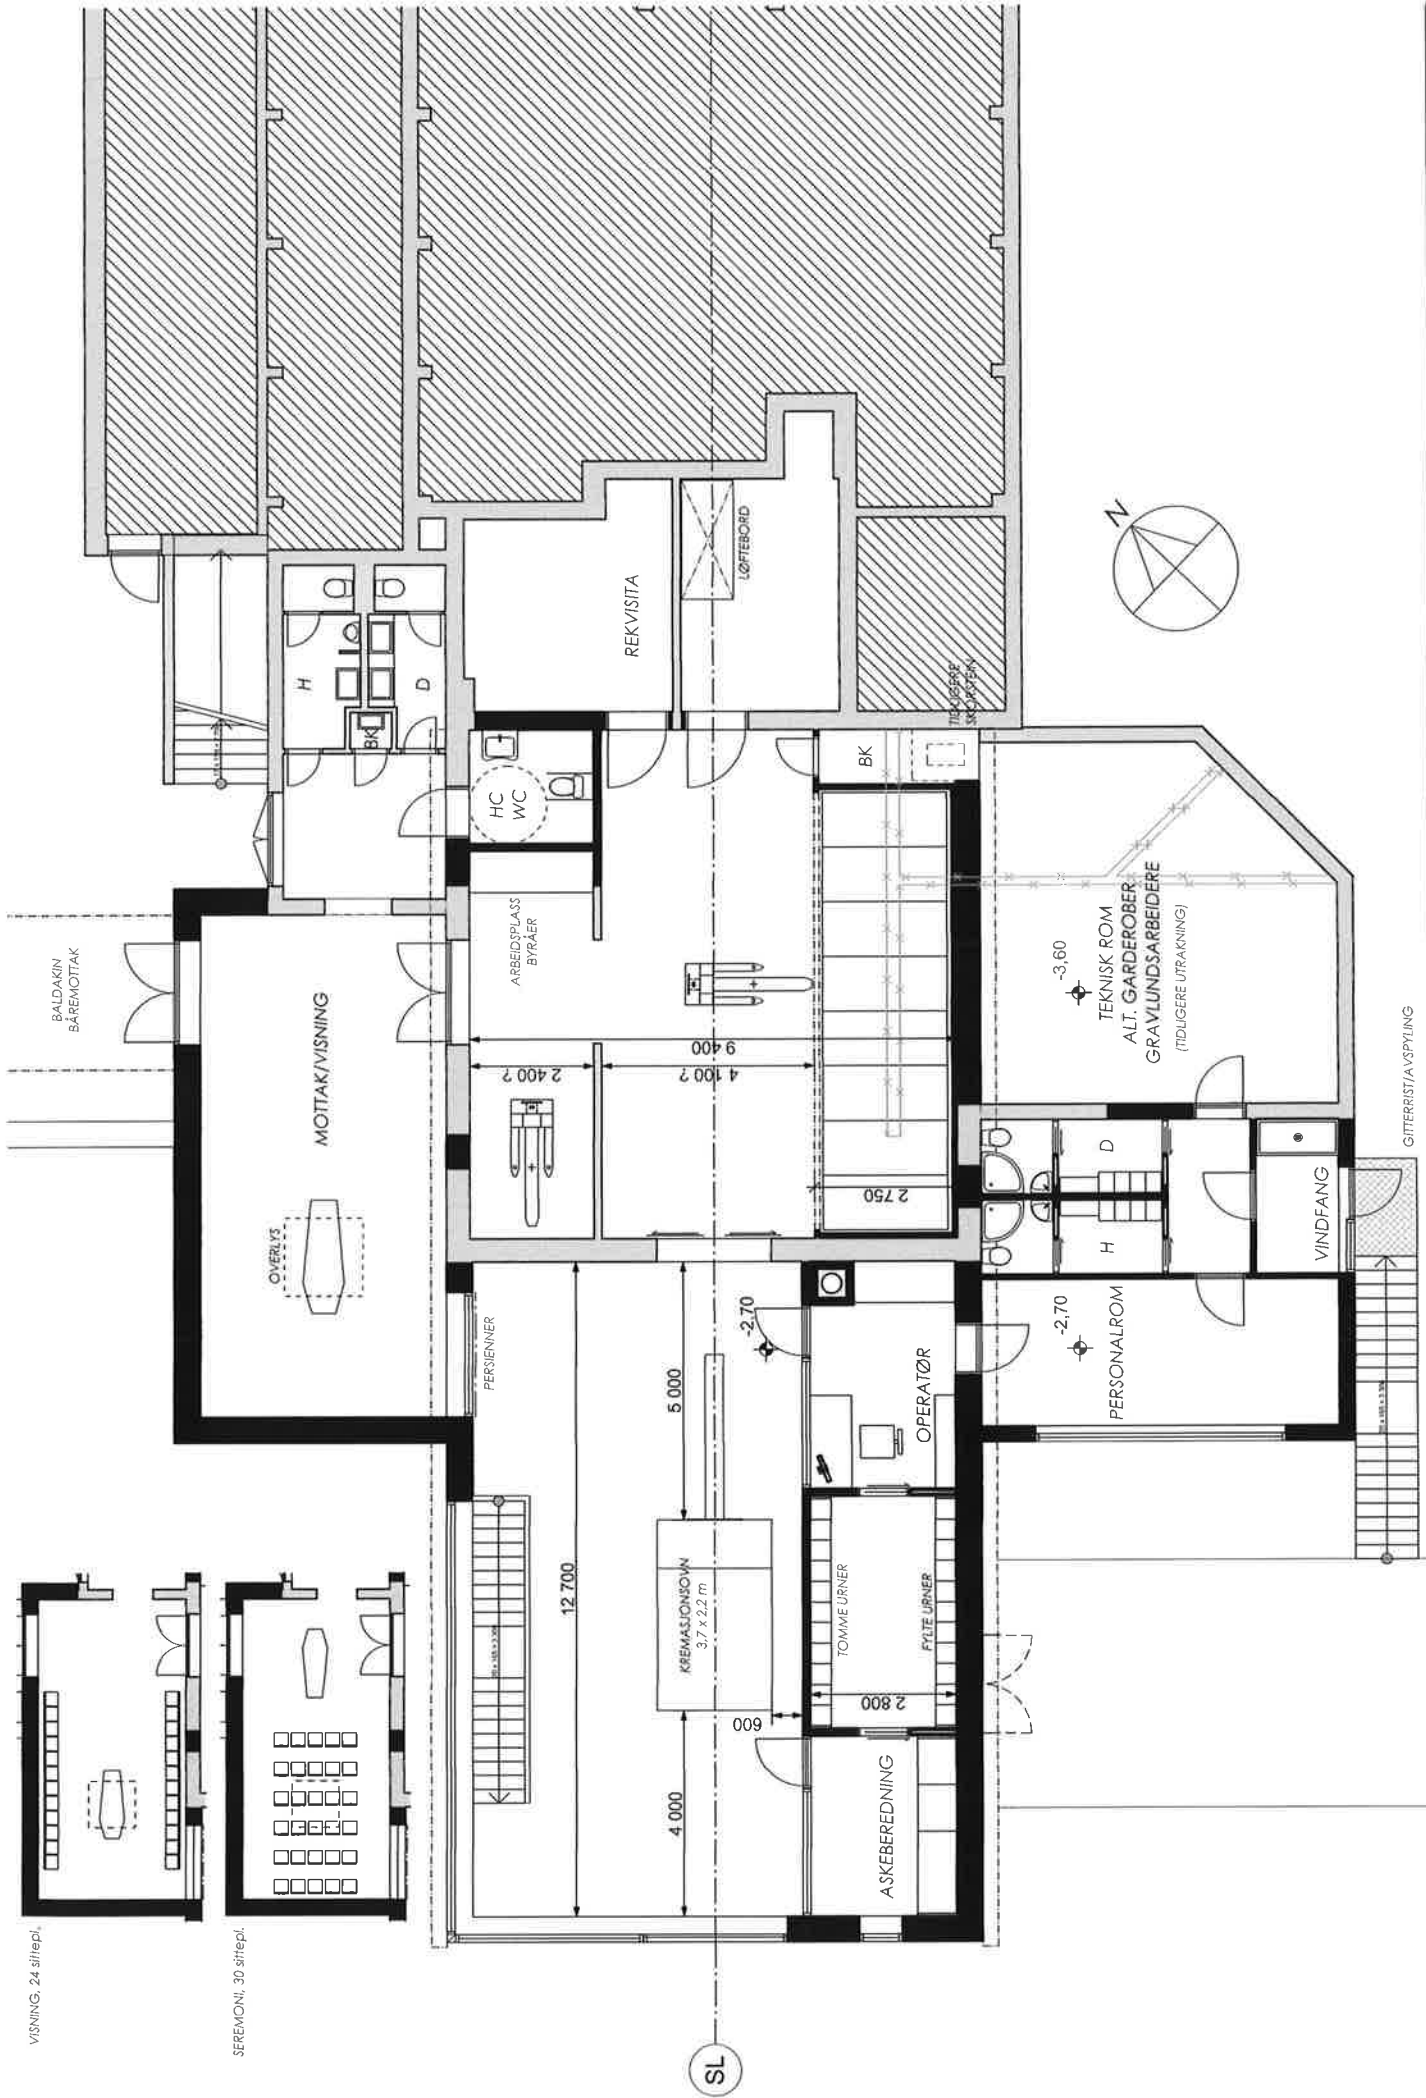 VISNING, 24 sittepl.
SEREMONI, 30 sittepl.
BALDAKIN
BÅREMOTTAK
MOTTAK/VISNING
OVERLYS
PERSIENNER
H
D
BK
HC
WC
ARBEIDSPLASS
BYRÅER
REKVISITA
LØFTEBORD
TIDLIGERE
SKORSTEIN
BK
9 400
2 400 ?
4 100 ?
2 750
12 700
5 000
4 000
600
2 800
-2,70
KREMASJONSOVN
3,7 x 2,2 m
OPERATØR
TOMME URNER
FYLTE URNER
ASKEBEREDNING
SL
-3,60
TEKNISK ROM
ALT. GARDEROBER
GRAVLUNDSARBEIDERE
(TIDLIGERE UTRAKNING)
D
H
VINDFANG
-2,70
PERSONALROM
GITTERRIST/AVSPYLING
N